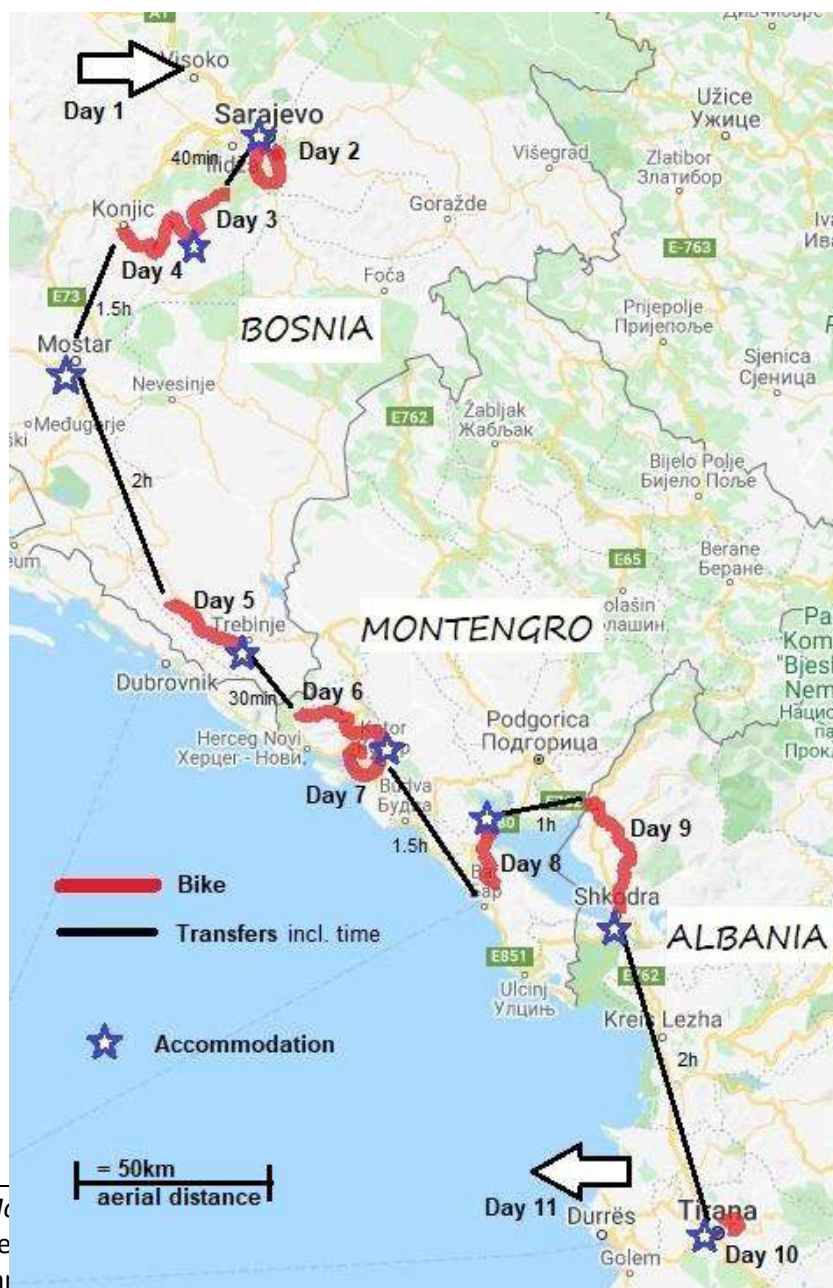 A1
Visoko
Day 1
Sarajevo
40min
Day 2
Višegrad
Užice
Ужице
Zlatibor
Златибор
Goražde
Konjic
Day 3
Day 4
E-763
Foča
E73
1.5h
BOSNIA
Prijepolje
Пријепоље
Mostar
Nevesinje
Sjenica
Сјеница
Međugorje
E762
Žabljak
Жабљак
2h
Bijelo Polje
Бијело Поље
E65
Berane
Беране
Day 5
Trebinje
MONTENGRO
Dubrovnik
30min
Day 6
Herceg Novi
Херцег - Нови
Kotor
Podgorica
Подгорица
Day 7
Budva
Будва
1.5h
1h
Day 8
Day 9
Shkodra
ALBANIA
Bike
Transfers incl. time
E851
Ulcinj
Улцињ
Lezha
2h
Accommodation
= 50km
aerial distance
Day 11
Durrës
Tirana
Day 10
Golem